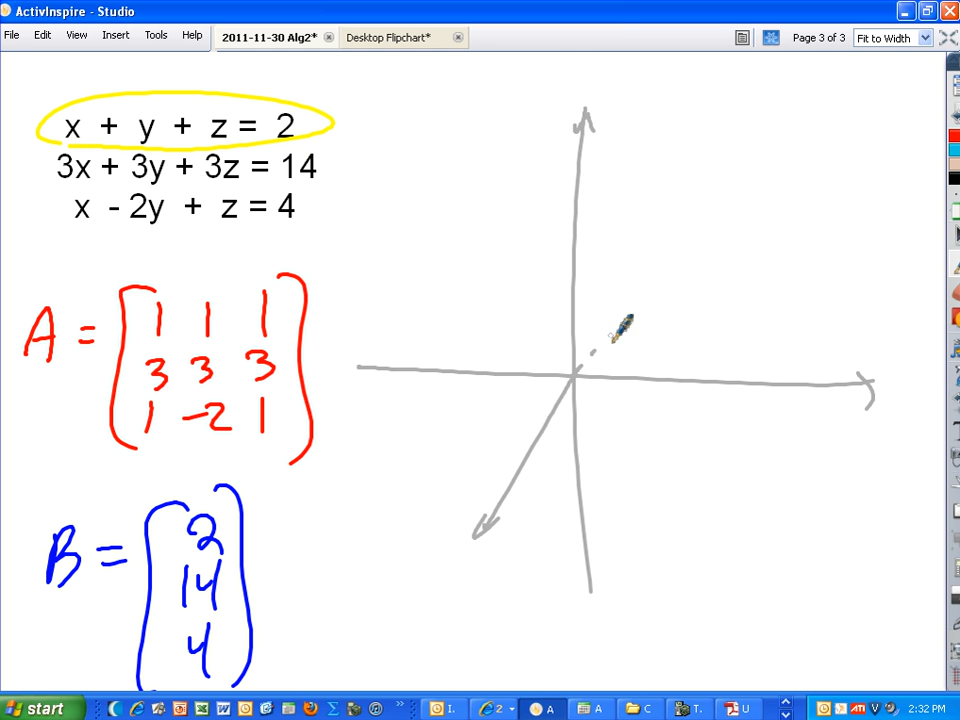 ActivInspire - Studio
File Edit View Insert Tools Help 2011-11-30 Alg2* Desktop Flipchart* Page 3 of 3 Fit to Width
x + y + z = 2
3x + 3y + 3z = 14
x - 2y + z = 4
A = 1 1 1
3 3 3
1 -2 1
B = 2
14
4
start I. 2 A A C T. U 2:32 PM